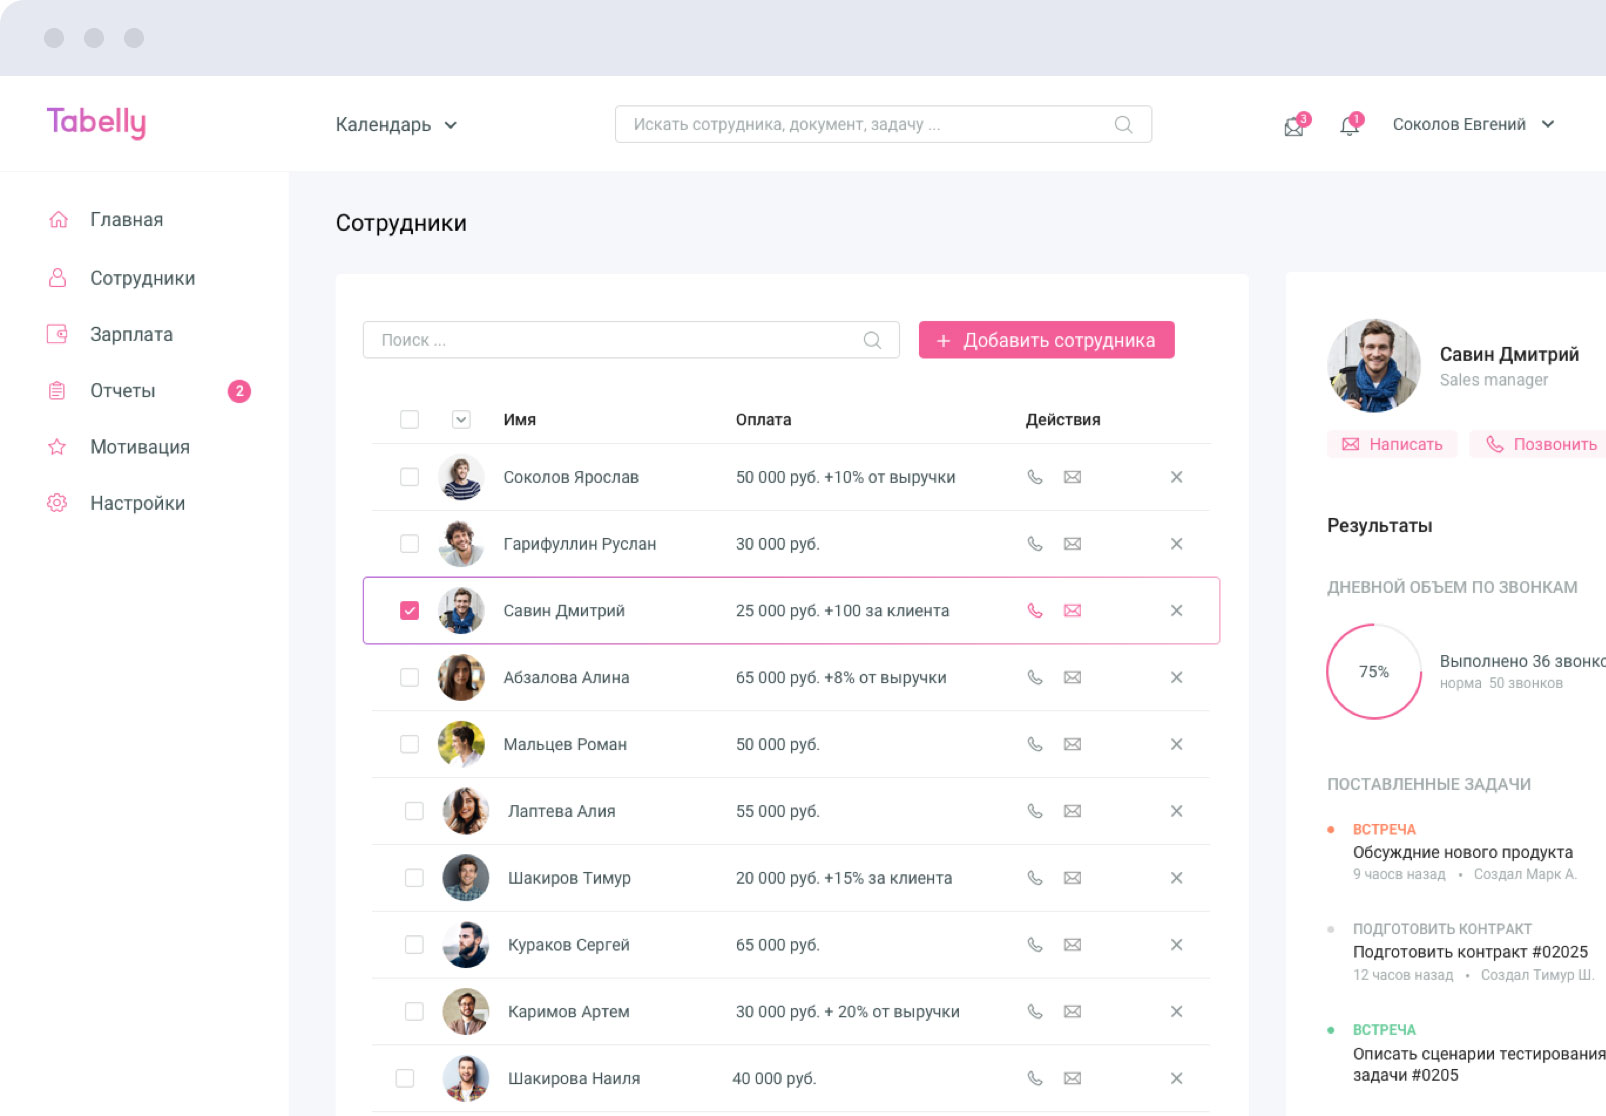 Tabelly
Календарь
Искать сотрудника, документ, задачу ...
3
1
Соколов Евгений
Главная
Сотрудники
Зарплата
Отчеты 2
Мотивация
Настройки
Сотрудники
Поиск ...
+ Добавить сотрудника
Имя Оплата Действия
Соколов Ярослав 50 000 руб. +10% от выручки
Гарифуллин Руслан 30 000 руб.
Савин Дмитрий 25 000 руб. +100 за клиента
Абзалова Алина 65 000 руб. +8% от выручки
Мальцев Роман 50 000 руб.
Лаптева Алия 55 000 руб.
Шакиров Тимур 20 000 руб. +15% за клиента
Кураков Сергей 65 000 руб.
Каримов Артем 30 000 руб. + 20% от выручки
Шакирова Наиля 40 000 руб.
Савин Дмитрий
Sales manager
Написать
Позвонить
Результаты
ДНЕВНОЙ ОБЪЕМ ПО ЗВОНКАМ
75%
Выполнено 36 звонко
норма 50 звонков
ПОСТАВЛЕННЫЕ ЗАДАЧИ
ВСТРЕЧА
Обсуждние нового продукта
9 чаосв назад • Создал Марк А.
ПОДГОТОВИТЬ КОНТРАКТ
Подготовить контракт #02025
12 часов назад • Создал Тимур Ш.
ВСТРЕЧА
Описать сценарии тестирования
задачи #0205